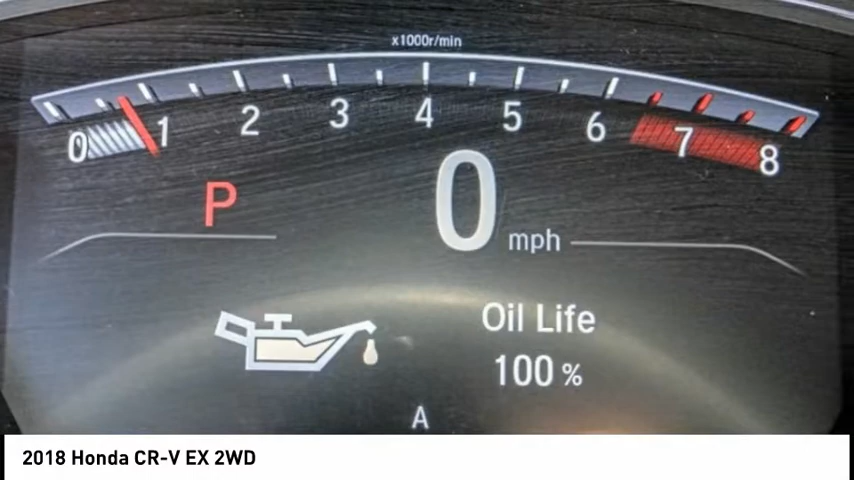 x1000r/min
0 1 2 3 4 5 6 7 8
P
0 mph
Oil Life
100 %
A
2018 Honda CR-V EX 2WD